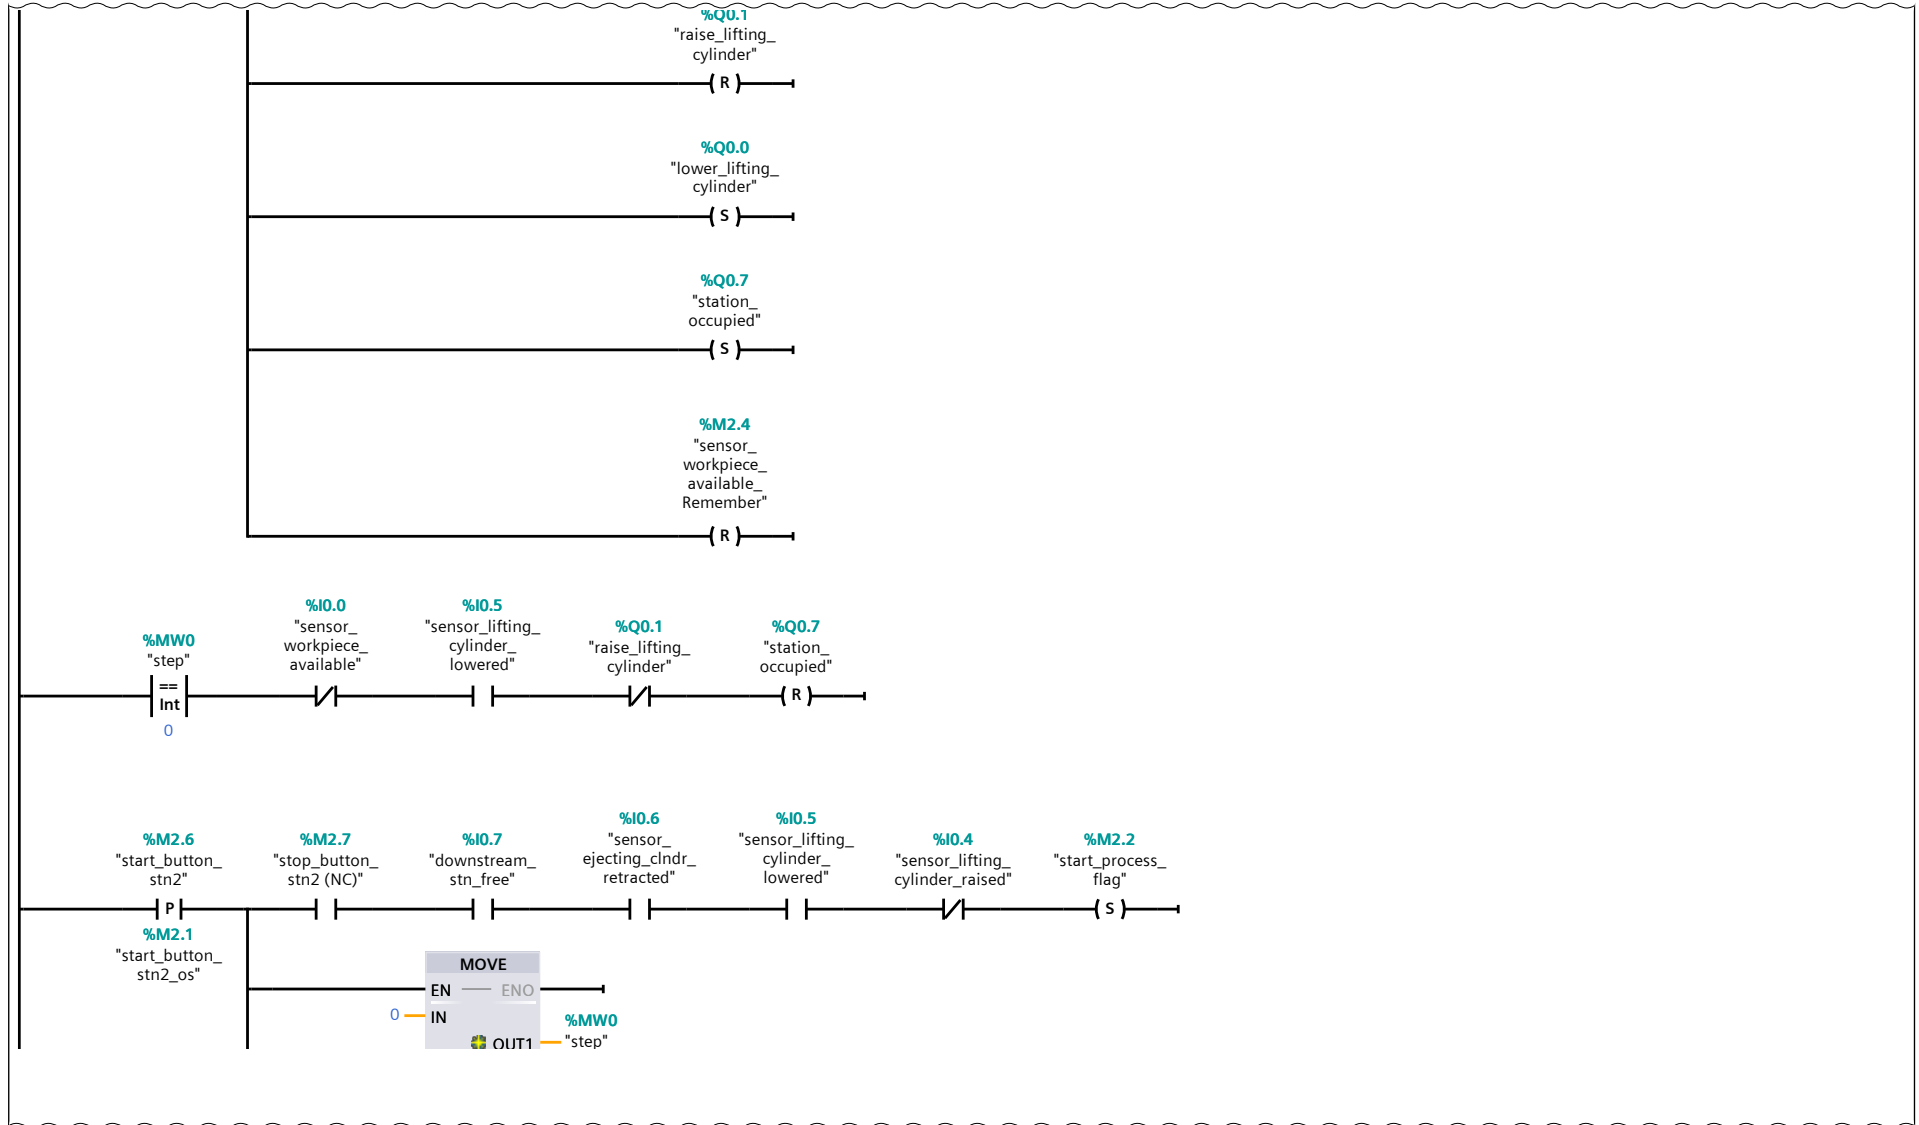 %Q0.1
"raise_lifting_
cylinder"
R
%Q0.0
"lower_lifting_
cylinder"
S
%Q0.7
"station_
occupied"
S
%M2.4
"sensor_
workpiece_
available_
Remember"
R
%MW0
"step"
==
Int
0
%I0.0
"sensor_
workpiece_
available"
%I0.5
"sensor_lifting_
cylinder_
lowered"
%Q0.1
"raise_lifting_
cylinder"
%Q0.7
"station_
occupied"
R
%M2.6
"start_button_
stn2"
P
%M2.1
"start_button_
stn2_os"
%M2.7
"stop_button_
stn2 (NC)"
%I0.7
"downstream_
stn_free"
%I0.6
"sensor_
ejecting_clndr_
retracted"
%I0.5
"sensor_lifting_
cylinder_
lowered"
%I0.4
"sensor_lifting_
cylinder_raised"
%M2.2
"start_process_
flag"
S
MOVE
EN ENO
0 IN
%MW0
OUT1 "step"